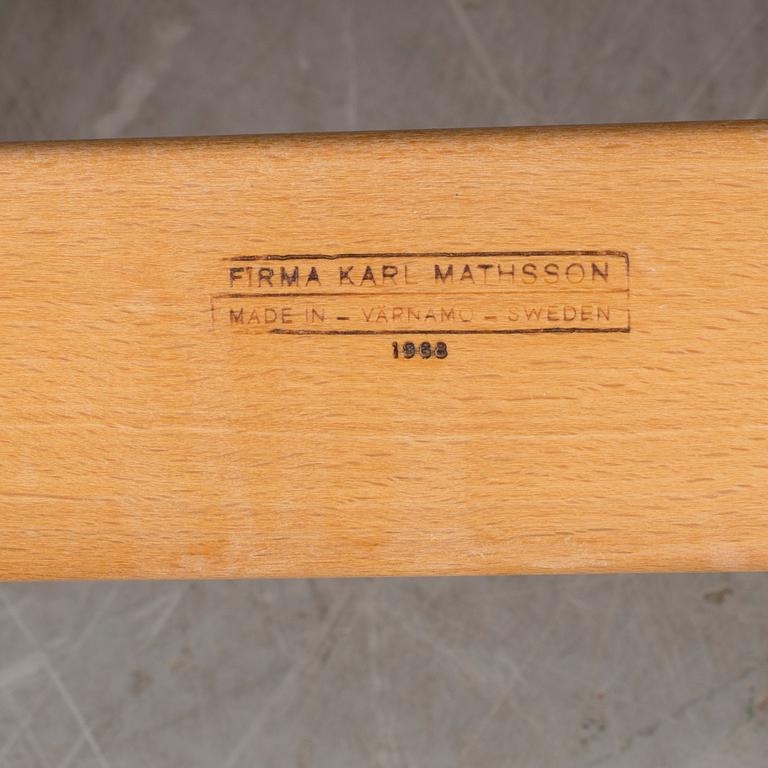 FIRMA KARL MATHSSON
MADE IN – VÄRNAMO – SWEDEN
1968